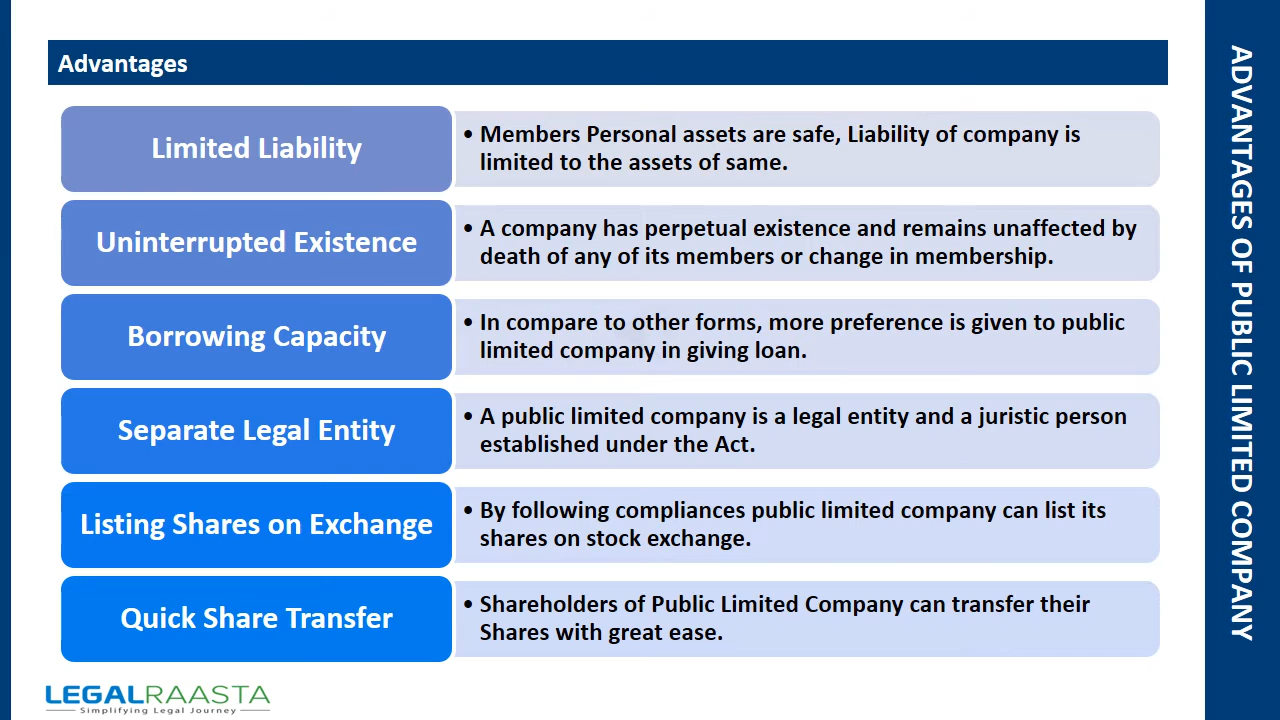 Advantages
Limited Liability
• Members Personal assets are safe, Liability of company is
limited to the assets of same.
Uninterrupted Existence
• A company has perpetual existence and remains unaffected by
death of any of its members or change in membership.
Borrowing Capacity
• In compare to other forms, more preference is given to public
limited company in giving loan.
Separate Legal Entity
• A public limited company is a legal entity and a juristic person
established under the Act.
Listing Shares on Exchange
• By following compliances public limited company can list its
shares on stock exchange.
Quick Share Transfer
• Shareholders of Public Limited Company can transfer their
Shares with great ease.
LEGALRAASTA
Simplifying Legal Journey
ADVANTAGES OF PUBLIC LIMITED COMPANY